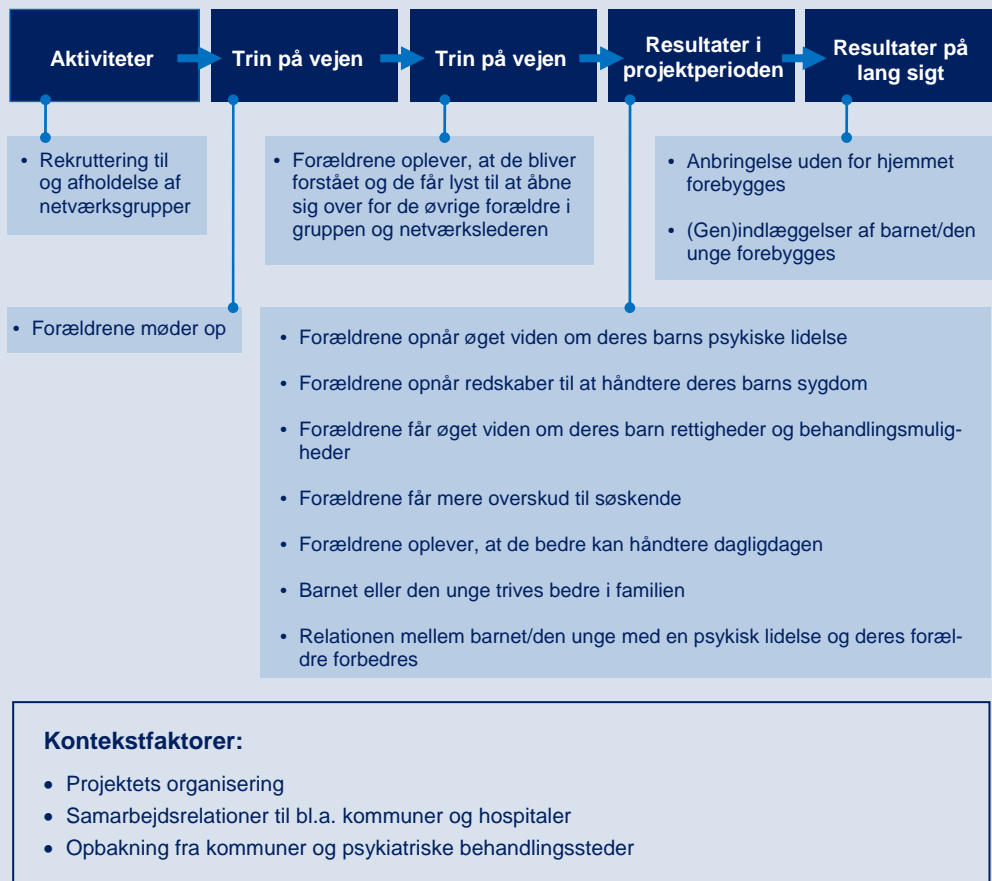 Aktiviteter
Trin på vejen
Trin på vejen
Resultater i
projektperioden
Resultater på
lang sigt
• Rekruttering til
og afholdelse af
netværksgrupper
• Forældrene oplever, at de bliver
forstået og de får lyst til at åbne
sig over for de øvrige forældre i
gruppen og netværkslederen
• Anbringelse uden for hjemmet
forebygges
• (Gen)indlæggelser af barnet/den
unge forebygges
• Forældrene møder op
• Forældrene opnår øget viden om deres barns psykiske lidelse
• Forældrene opnår redskaber til at håndtere deres barns sygdom
• Forældrene får øget viden om deres barn rettigheder og behandlingsmulig-
heder
• Forældrene får mere overskud til søskende
• Forældrene oplever, at de bedre kan håndtere dagligdagen
• Barnet eller den unge trives bedre i familien
• Relationen mellem barnet/den unge med en psykisk lidelse og deres foræl-
dre forbedres
Kontekstfaktorer:
• Projektets organisering
• Samarbejdsrelationer til bl.a. kommuner og hospitaler
• Opbakning fra kommuner og psykiatriske behandlingssteder